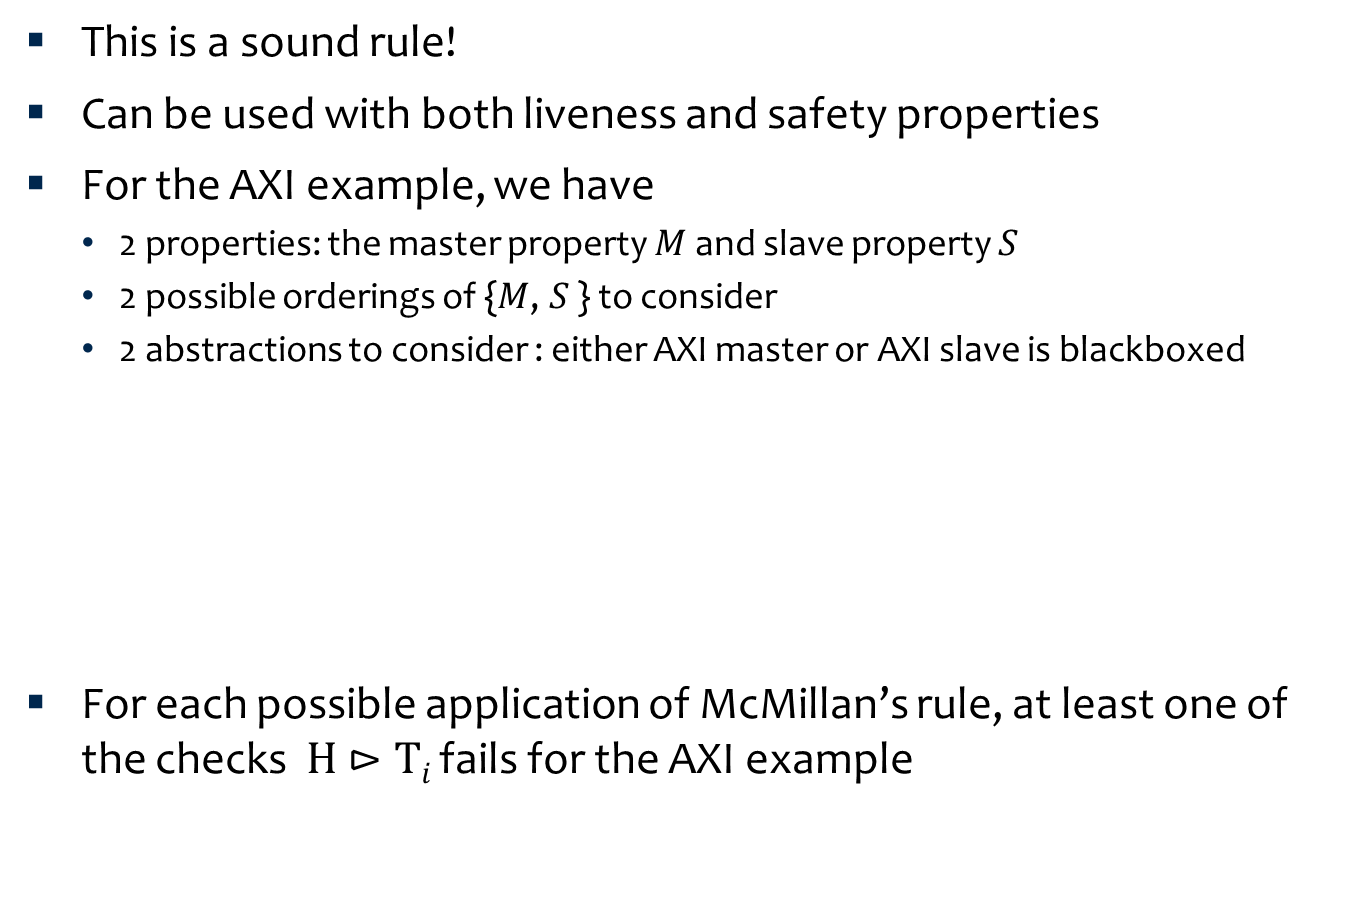 ▪ This is a sound rule!
▪ Can be used with both liveness and safety properties
▪ For the AXI example, we have
• 2 properties: the master property M and slave property S
• 2 possible orderings of {M, S } to consider
• 2 abstractions to consider : either AXI master or AXI slave is blackboxed
▪ For each possible application of McMillan’s rule, at least one of
the checks H ⊳ Tᵢ fails for the AXI example